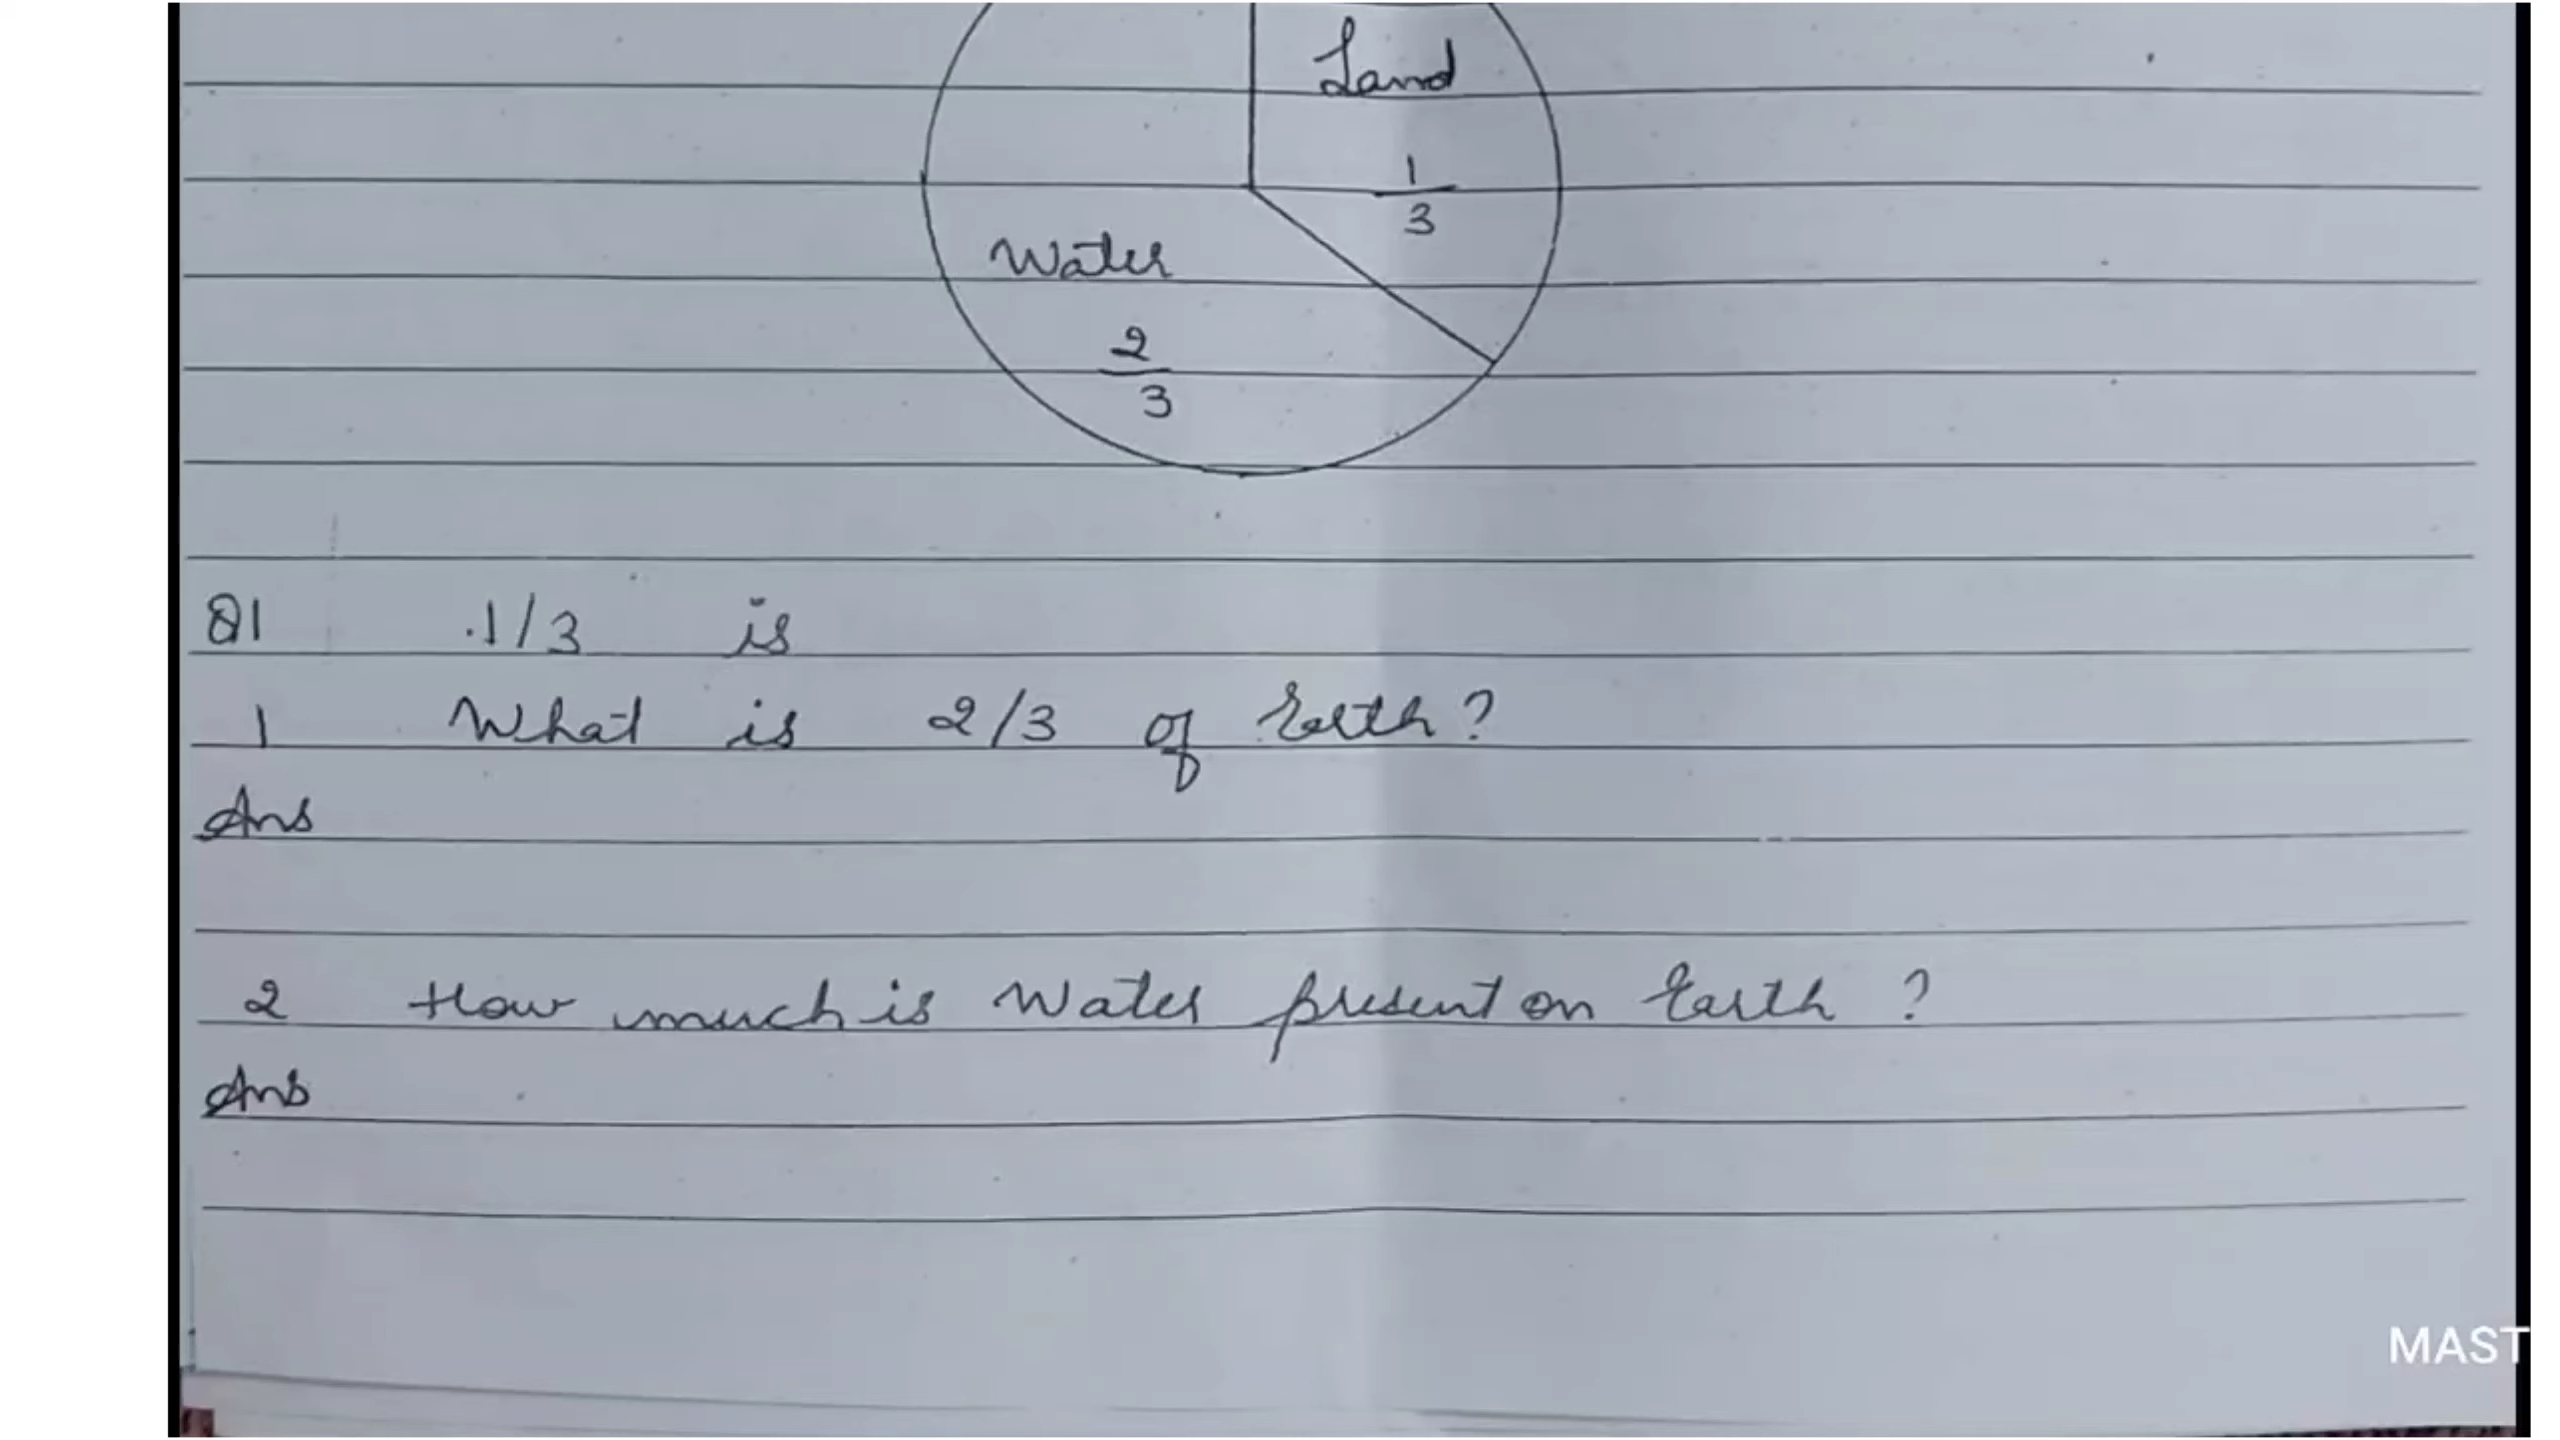 Land
1
3
Water
2
3
Q1 .1/3 is
1 What is 2/3 of Earth?
Ans
2 How much is Water present on Earth ?
Ans
MAST